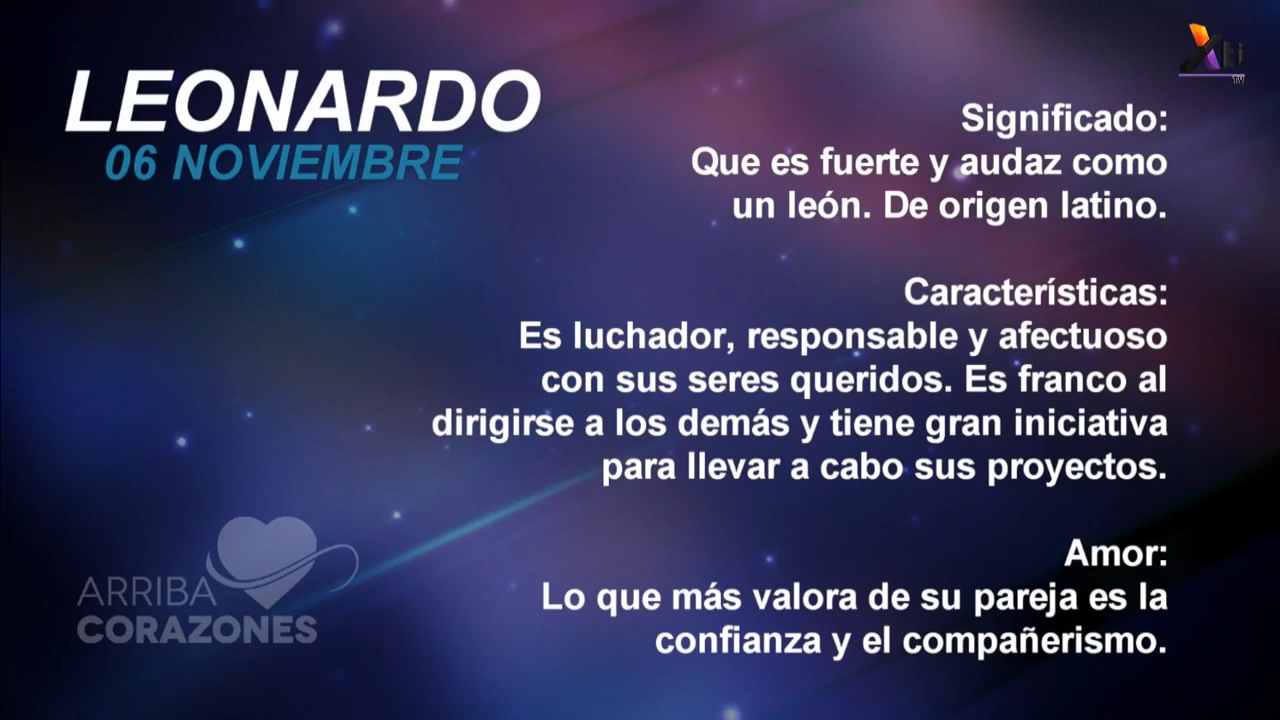 LEONARDO
06 NOVIEMBRE
Significado:
Que es fuerte y audaz como
un león. De origen latino.
Características:
Es luchador, responsable y afectuoso
con sus seres queridos. Es franco al
dirigirse a los demás y tiene gran iniciativa
para llevar a cabo sus proyectos.
Amor:
Lo que más valora de su pareja es la
confianza y el compañerismo.
ARRIBA
CORAZONES
TV